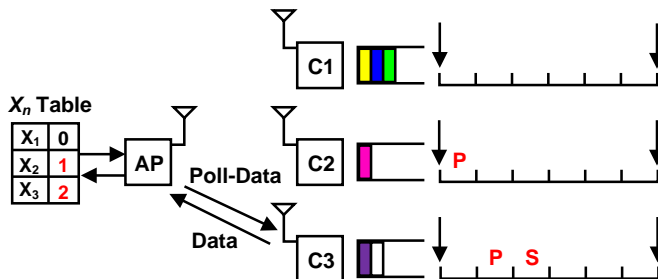 C1
Xn Table
X1 0
X2 1
X3 2
AP
C2
P
Poll-Data
Data
C3
P S